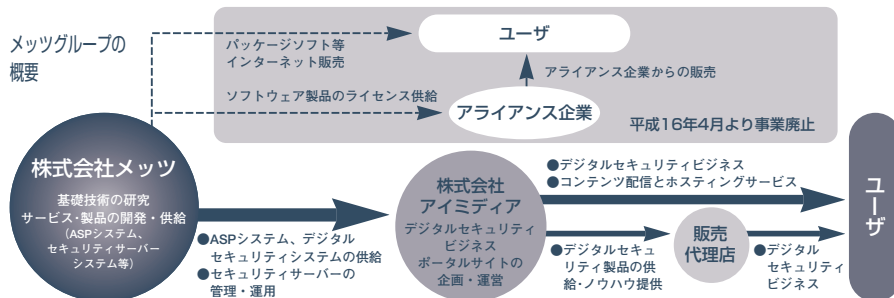 メッツグループの
概要
パッケージソフト等
インターネット販売
ユーザ
アライアンス企業からの販売
ソフトウェア製品のライセンス供給
アライアンス企業
平成16年4月より事業廃止
株式会社メッツ
基礎技術の研究
サービス・製品の開発・供給
(ASPシステム、
セキュリティサーバー
システム等)
●ASPシステム、デジタル
セキュリティシステムの供給
●セキュリティサーバーの
管理・運用
株式会社
アイミディア
デジタルセキュリティ
ビジネス
ポータルサイトの
企画・運営
●デジタルセキュリティビジネス
●コンテンツ配信とホスティングサービス
●デジタルセキュ
リティ製品の供
給・ノウハウ提供
販売
代理店
●デジタル
セキュリティ
ビジネス
ユーザ